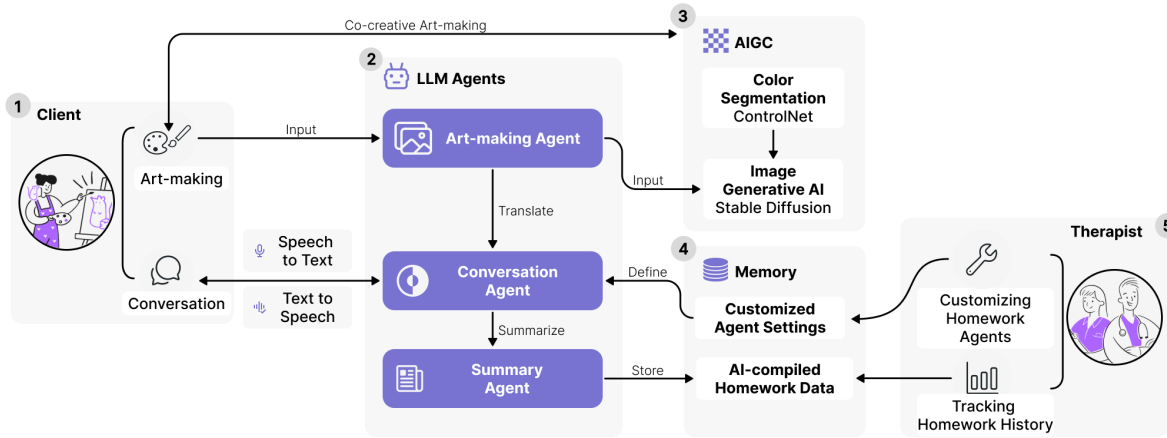 Co-creative Art-making
1
Client
Art-making
Conversation
Input
Speech
to Text
Text to
Speech
2
LLM Agents
Art-making Agent
Translate
Conversation
Agent
Summarize
Summary
Agent
Input
Define
Store
3
AIGC
Color
Segmentation
ControlNet
Image
Generative AI
Stable Diffusion
4
Memory
Customized
Agent Settings
AI-compiled
Homework Data
5
Therapist
Customizing
Homework
Agents
Tracking
Homework History